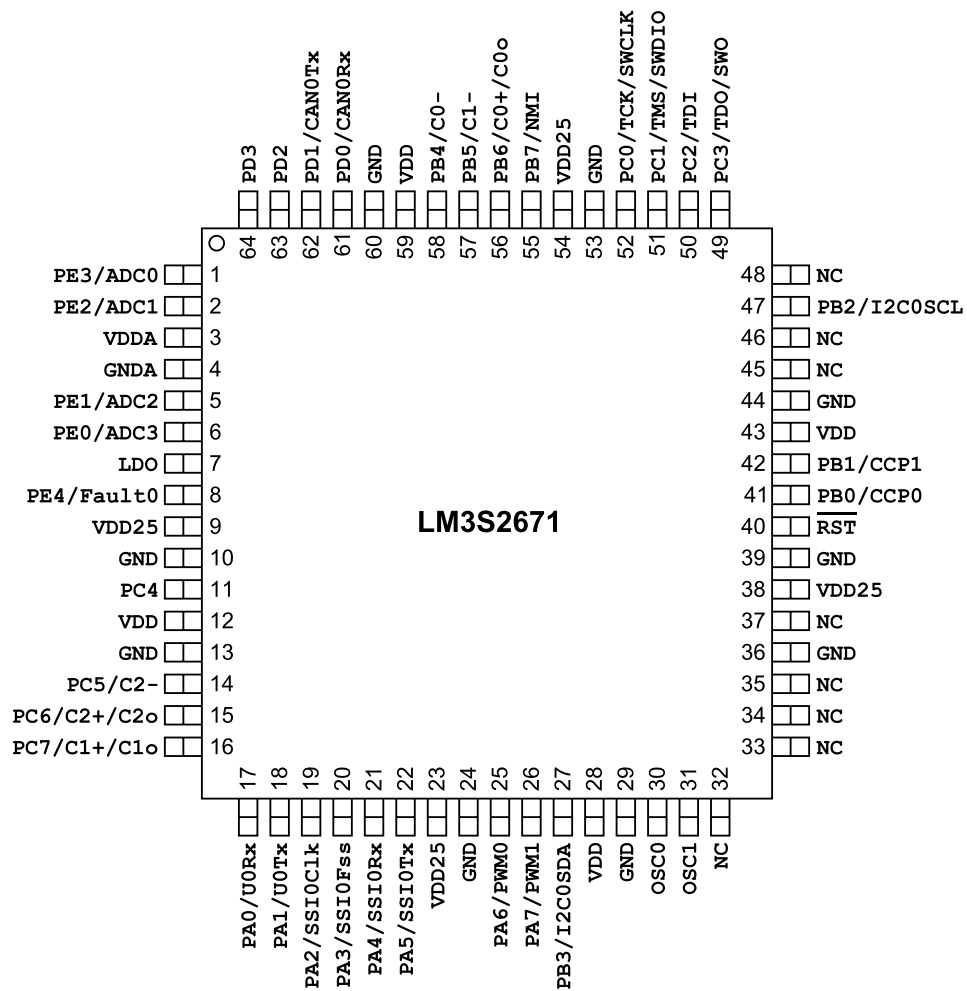 PD3
PD2
PD1/CAN0Tx
PD0/CAN0Rx
GND
VDD
PB4/C0-
PB5/C1-
PB6/C0+/C0o
PB7/NMI
VDD25
GND
PC0/TCK/SWCLK
PC1/TMS/SWDIO
PC2/TDI
PC3/TDO/SWO
64
63
62
61
60
59
58
57
56
55
54
53
52
51
50
49
PE3/ADC0 1
PE2/ADC1 2
VDDA 3
GNDA 4
PE1/ADC2 5
PE0/ADC3 6
LDO 7
PE4/Fault0 8
VDD25 9
GND 10
PC4 11
VDD 12
GND 13
PC5/C2- 14
PC6/C2+/C2o 15
PC7/C1+/C1o 16
LM3S2671
48 NC
47 PB2/I2C0SCL
46 NC
45 NC
44 GND
43 VDD
42 PB1/CCP1
41 PB0/CCP0
40 RST
39 GND
38 VDD25
37 NC
36 GND
35 NC
34 NC
33 NC
17
18
19
20
21
22
23
24
25
26
27
28
29
30
31
32
PA0/U0Rx
PA1/U0Tx
PA2/SSI0Clk
PA3/SSI0Fss
PA4/SSI0Rx
PA5/SSI0Tx
VDD25
GND
PA6/PWM0
PA7/PWM1
PB3/I2C0SDA
VDD
GND
OSC0
OSC1
NC